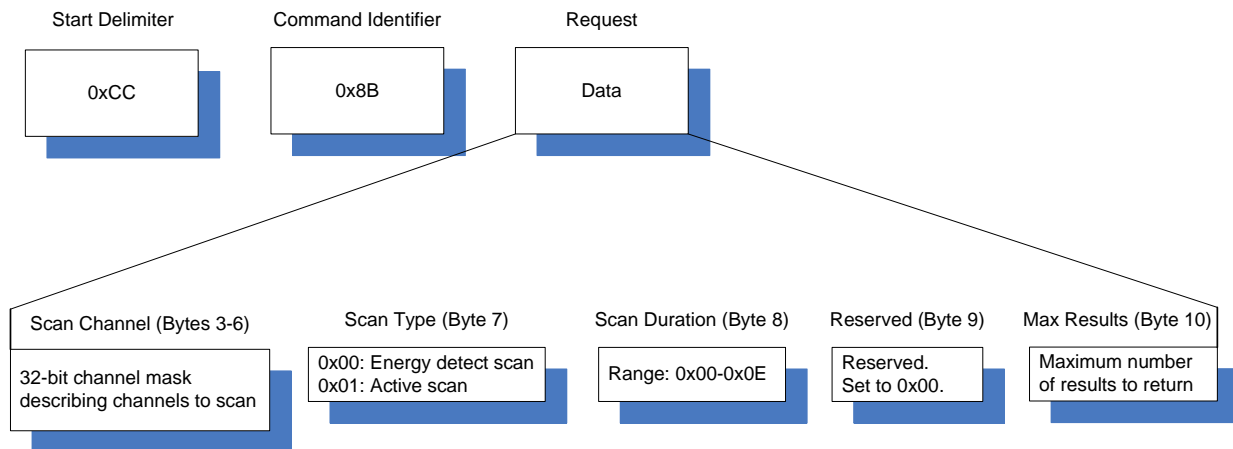 Start Delimiter
Command Identifier
Request
0xCC
0x8B
Data
Scan Channel (Bytes 3-6)
32-bit channel mask
describing channels to scan
Scan Type (Byte 7)
0x00: Energy detect scan
0x01: Active scan
Scan Duration (Byte 8)
Range: 0x00-0x0E
Reserved (Byte 9)
Reserved.
Set to 0x00.
Max Results (Byte 10)
Maximum number
of results to return